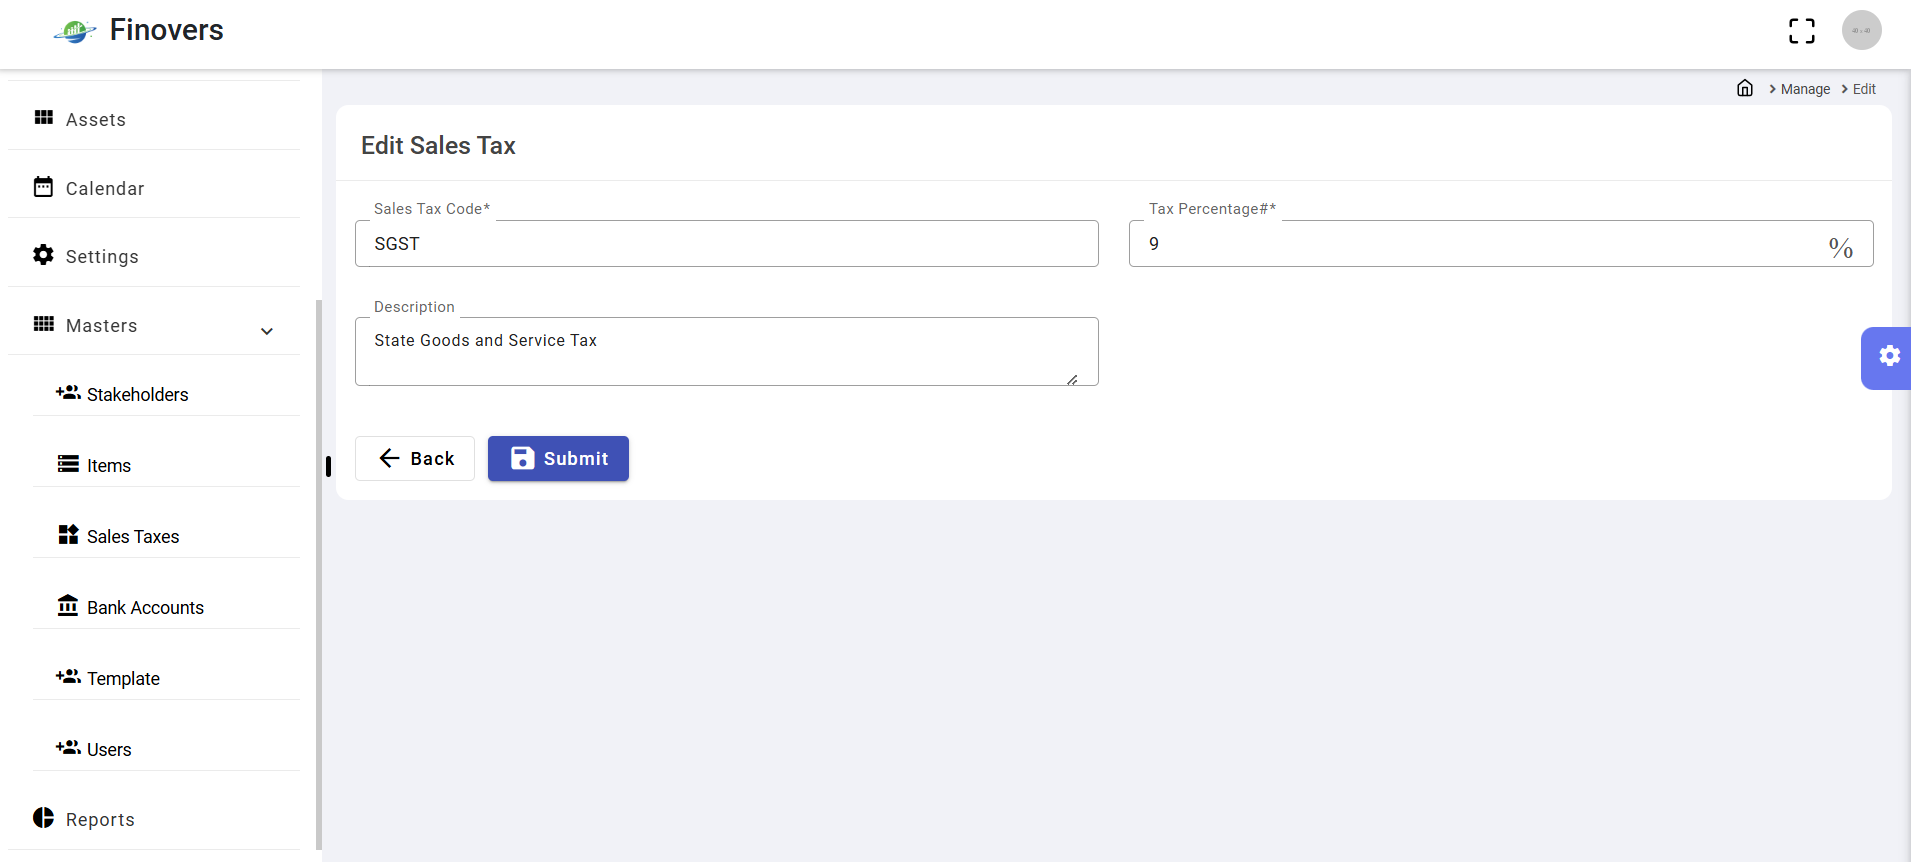 Finovers
Manage
Edit
Assets
Calendar
Settings
Masters
Stakeholders
Items
Sales Taxes
Bank Accounts
Template
Users
Reports
Edit Sales Tax
Sales Tax Code*
SGST
Tax Percentage#*
9 %
Description
State Goods and Service Tax
Back
Submit